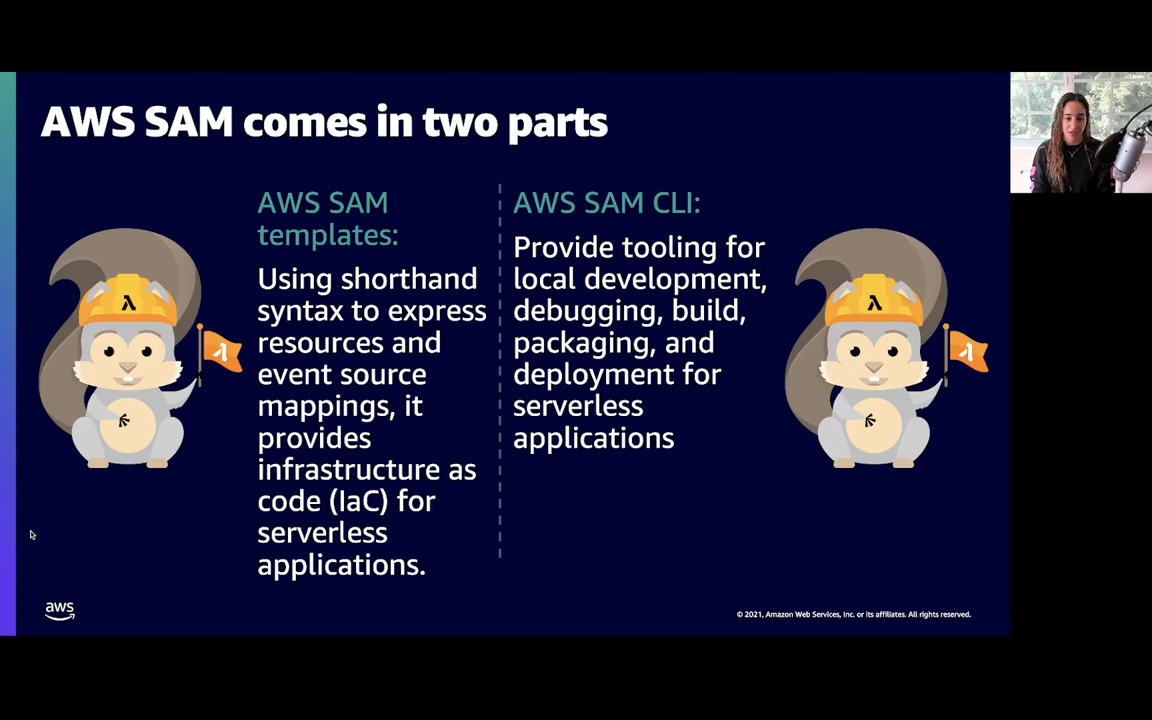 AWS SAM comes in two parts
AWS SAM
templates:
Using shorthand
syntax to express
resources and
event source
mappings, it
provides
infrastructure as
code (IaC) for
serverless
applications.
AWS SAM CLI:
Provide tooling for
local development,
debugging, build,
packaging, and
deployment for
serverless
applications
aws
© 2021, Amazon Web Services, Inc. or its affiliates. All rights reserved.